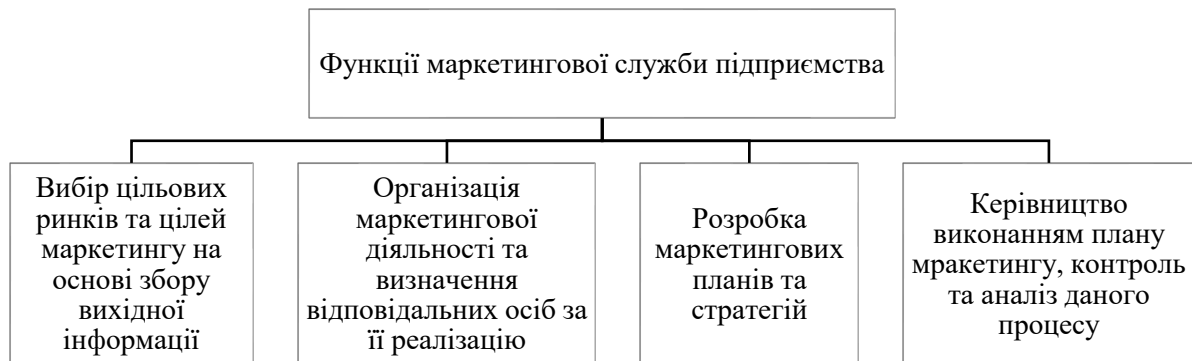 Функції маркетингової служби підприємства
Вибір цільових
ринків та цілей
маркетингу на
основі збору
вихідної
інформації
Організація
маркетингової
діяльності та
визначення
відповідальних осіб за
її реалізацію
Розробка
маркетингових
планів та
стратегій
Керівництво
виконанням плану
мракетингу, контроль
та аналіз даного
процесу